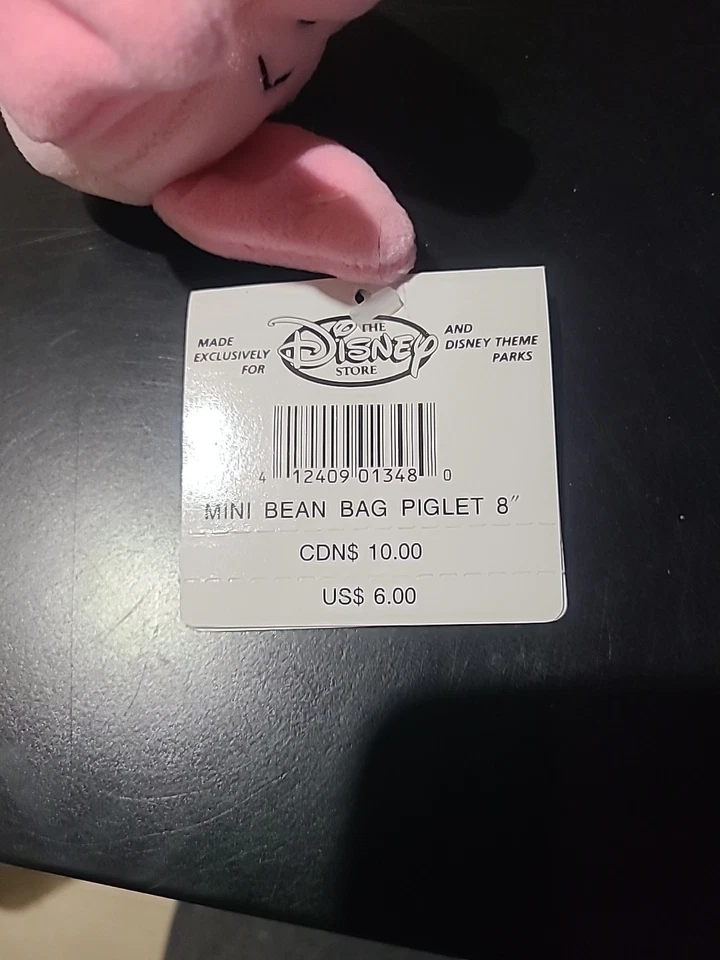 MADE EXCLUSIVELY FOR
THE
Disney
STORE
AND DISNEY THEME PARKS
4 12409 01348 0
MINI BEAN BAG PIGLET 8″
CDN$ 10.00
US$ 6.00